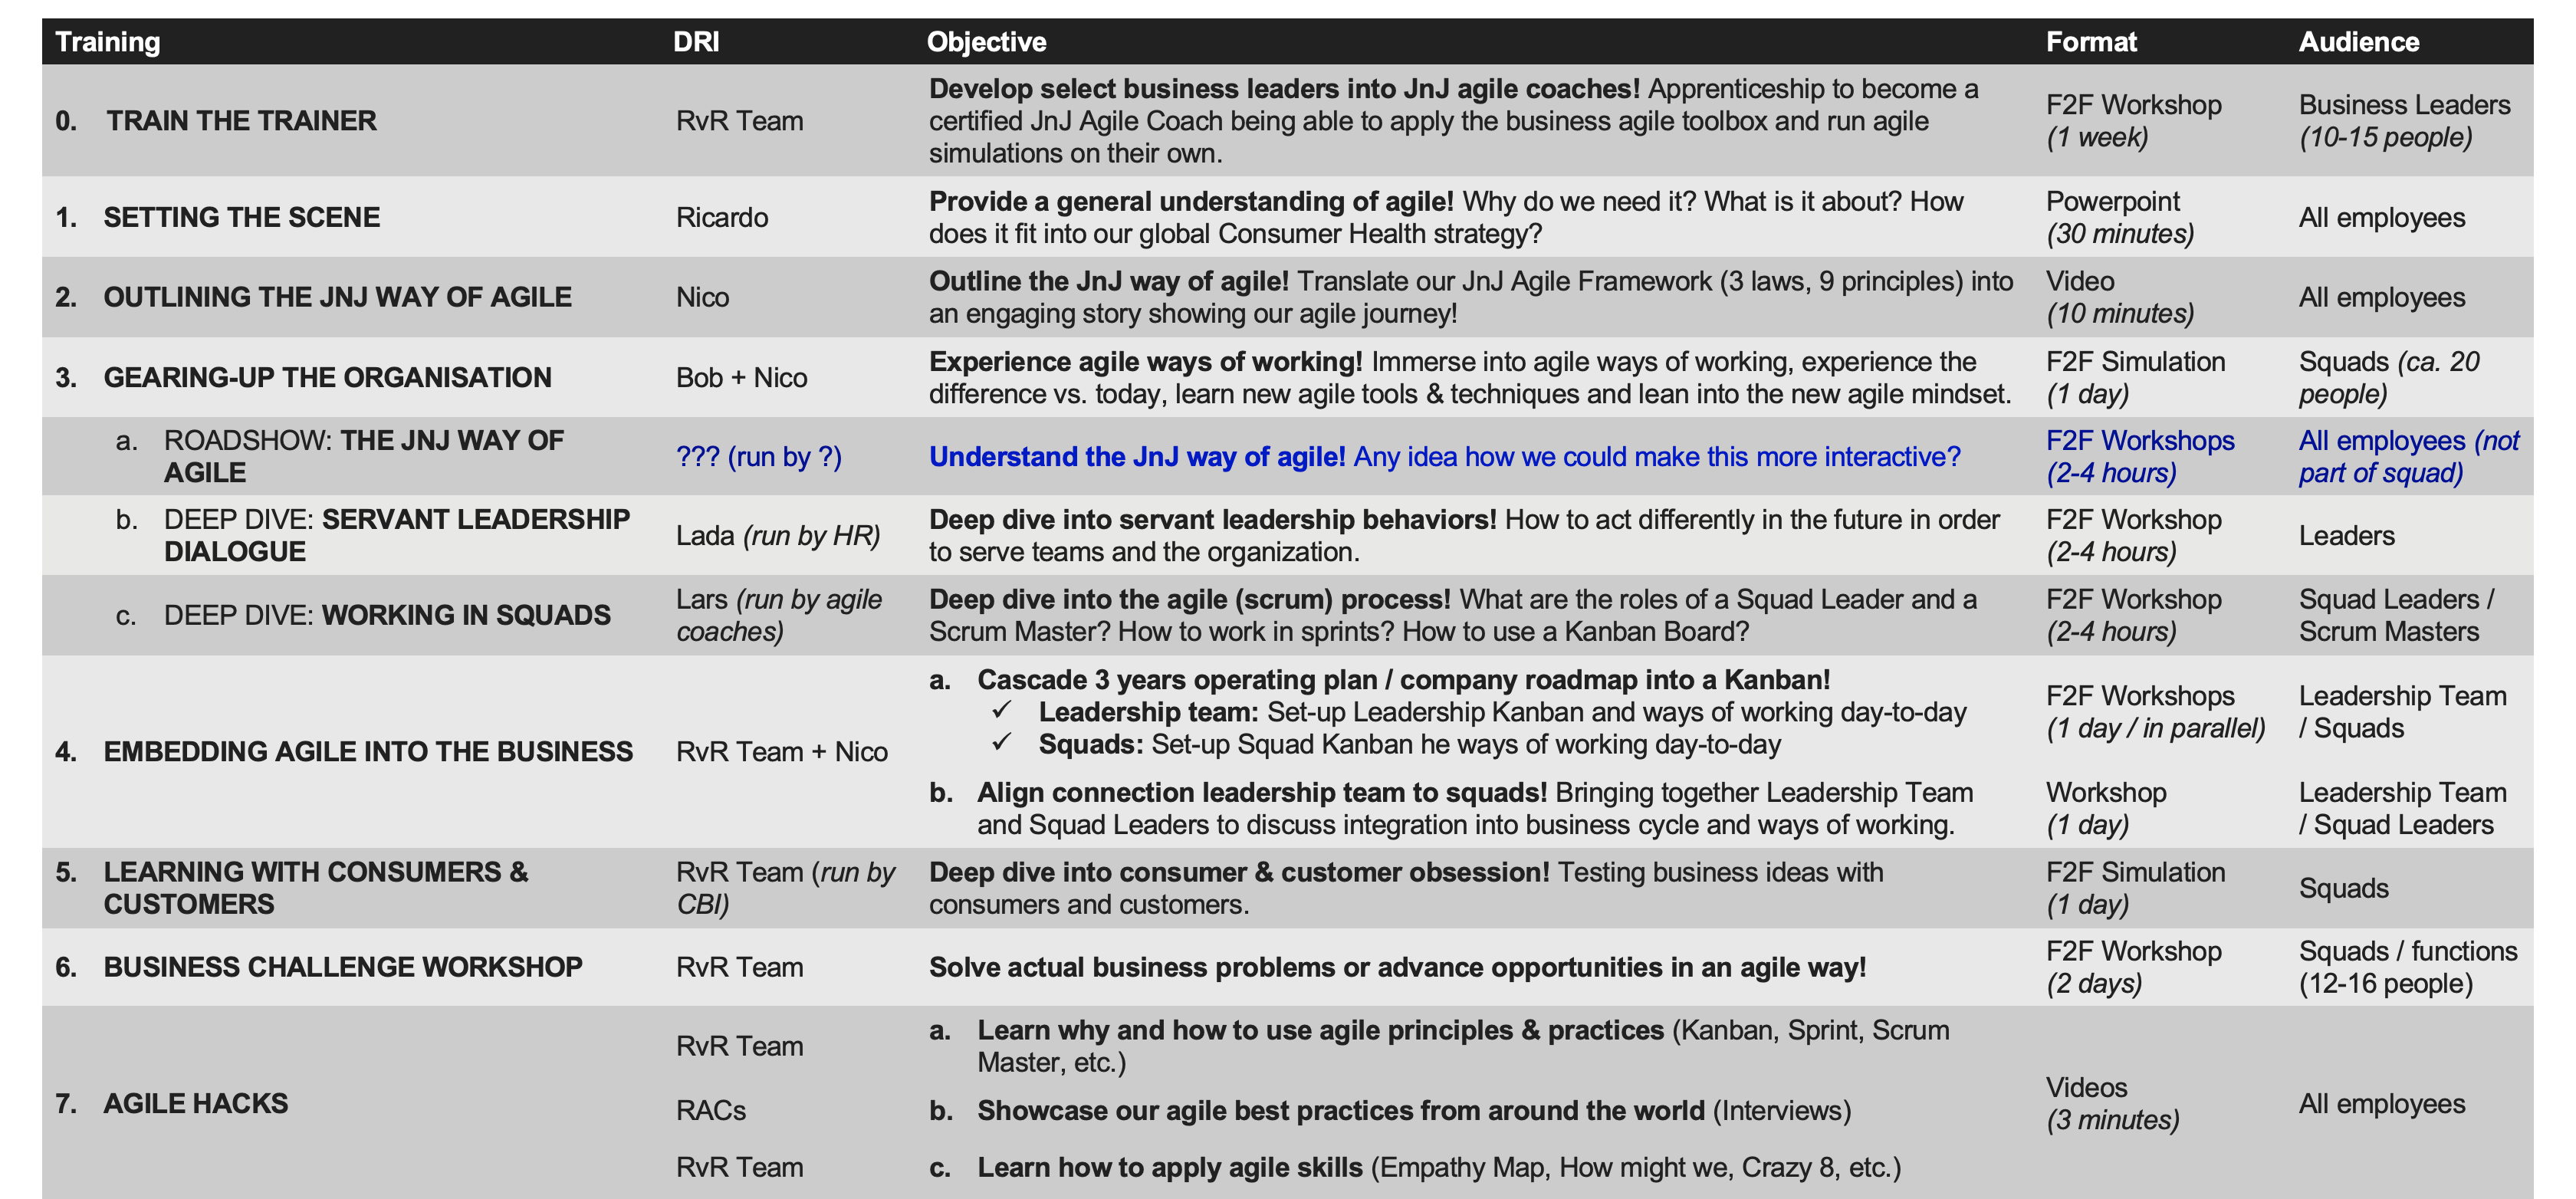 Training DRI Objective Format Audience
0. TRAIN THE TRAINER
RvR Team
Develop select business leaders into JnJ agile coaches! Apprenticeship to become a
certified JnJ Agile Coach being able to apply the business agile toolbox and run agile
simulations on their own.
F2F Workshop
(1 week)
Business Leaders
(10-15 people)
1. SETTING THE SCENE
Ricardo
Provide a general understanding of agile! Why do we need it? What is it about? How
does it fit into our global Consumer Health strategy?
Powerpoint
(30 minutes)
All employees
2. OUTLINING THE JNJ WAY OF AGILE
Nico
Outline the JnJ way of agile! Translate our JnJ Agile Framework (3 laws, 9 principles) into
an engaging story showing our agile journey!
Video
(10 minutes)
All employees
3. GEARING-UP THE ORGANISATION
Bob + Nico
Experience agile ways of working! Immerse into agile ways of working, experience the
difference vs. today, learn new agile tools & techniques and lean into the new agile mindset.
F2F Simulation
(1 day)
Squads (ca. 20
people)
a. ROADSHOW: THE JNJ WAY OF
AGILE
??? (run by ?)
Understand the JnJ way of agile! Any idea how we could make this more interactive?
F2F Workshops
(2-4 hours)
All employees (not
part of squad)
b. DEEP DIVE: SERVANT LEADERSHIP
DIALOGUE
Lada (run by HR)
Deep dive into servant leadership behaviors! How to act differently in the future in order
to serve teams and the organization.
F2F Workshop
(2-4 hours)
Leaders
c. DEEP DIVE: WORKING IN SQUADS
Lars (run by agile
coaches)
Deep dive into the agile (scrum) process! What are the roles of a Squad Leader and a
Scrum Master? How to work in sprints? How to use a Kanban Board?
F2F Workshop
(2-4 hours)
Squad Leaders /
Scrum Masters
4. EMBEDDING AGILE INTO THE BUSINESS
RvR Team + Nico
a. Cascade 3 years operating plan / company roadmap into a Kanban!
✓ Leadership team: Set-up Leadership Kanban and ways of working day-to-day
✓ Squads: Set-up Squad Kanban he ways of working day-to-day
F2F Workshops
(1 day / in parallel)
Leadership Team
/ Squads
b. Align connection leadership team to squads! Bringing together Leadership Team
and Squad Leaders to discuss integration into business cycle and ways of working.
Workshop
(1 day)
Leadership Team
/ Squad Leaders
5. LEARNING WITH CONSUMERS &
CUSTOMERS
RvR Team (run by
CBI)
Deep dive into consumer & customer obsession! Testing business ideas with
consumers and customers.
F2F Simulation
(1 day)
Squads
6. BUSINESS CHALLENGE WORKSHOP
RvR Team
Solve actual business problems or advance opportunities in an agile way!
F2F Workshop
(2 days)
Squads / functions
(12-16 people)
7. AGILE HACKS
RvR Team
a. Learn why and how to use agile principles & practices (Kanban, Sprint, Scrum
Master, etc.)
RACs
b. Showcase our agile best practices from around the world (Interviews)
RvR Team
c. Learn how to apply agile skills (Empathy Map, How might we, Crazy 8, etc.)
Videos
(3 minutes)
All employees